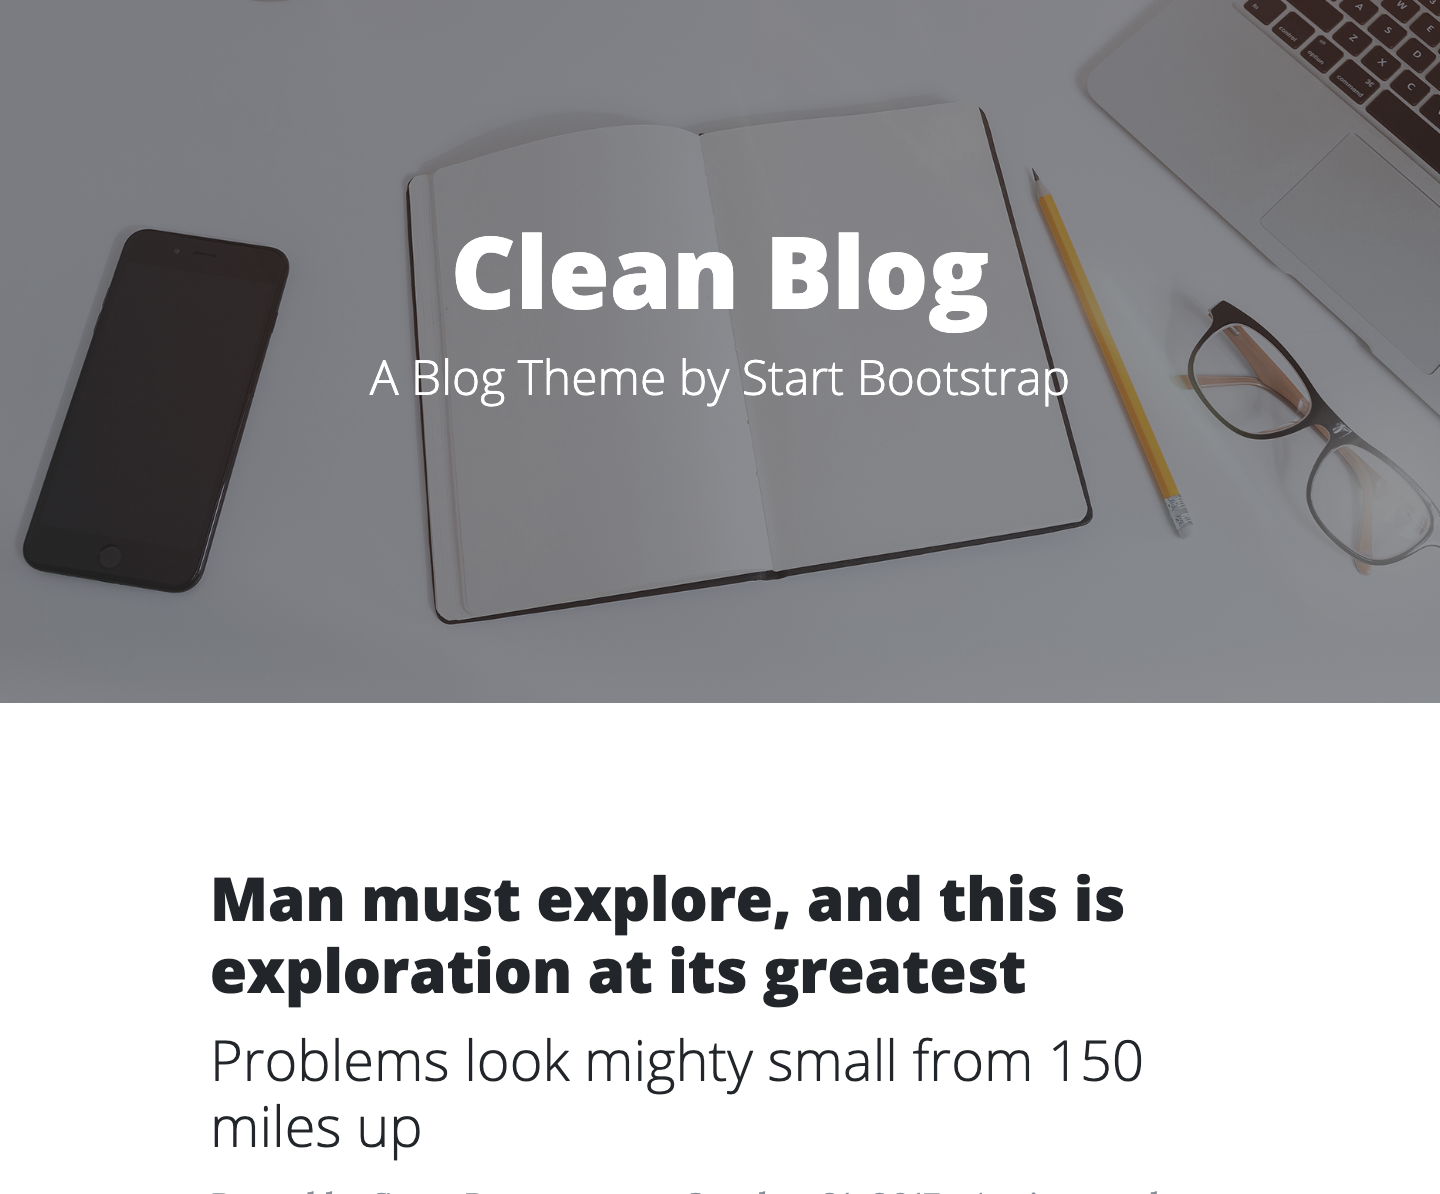 Clean Blog
A Blog Theme by Start Bootstrap
Man must explore, and this is
exploration at its greatest
Problems look mighty small from 150
miles up